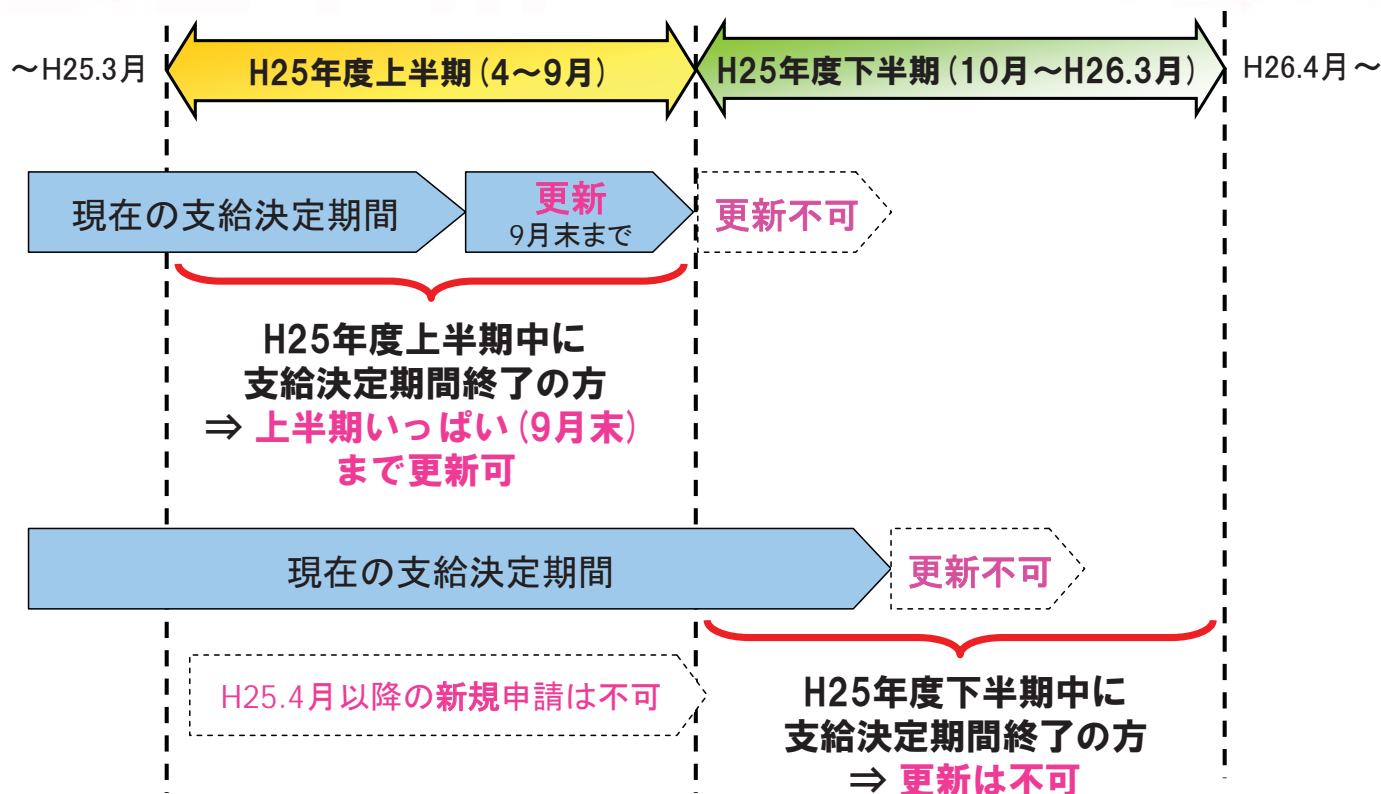 ～H25.3月
H25年度上半期(4～9月)
H25年度下半期(10月～H26.3月)
H26.4月～
現在の支給決定期間
更新
9月末まで
更新不可
H25年度上半期中に
支給決定期間終了の方
⇒ 上半期いっぱい(9月末)
まで更新可
現在の支給決定期間
更新不可
H25.4月以降の新規申請は不可
H25年度下半期中に
支給決定期間終了の方
⇒ 更新は不可